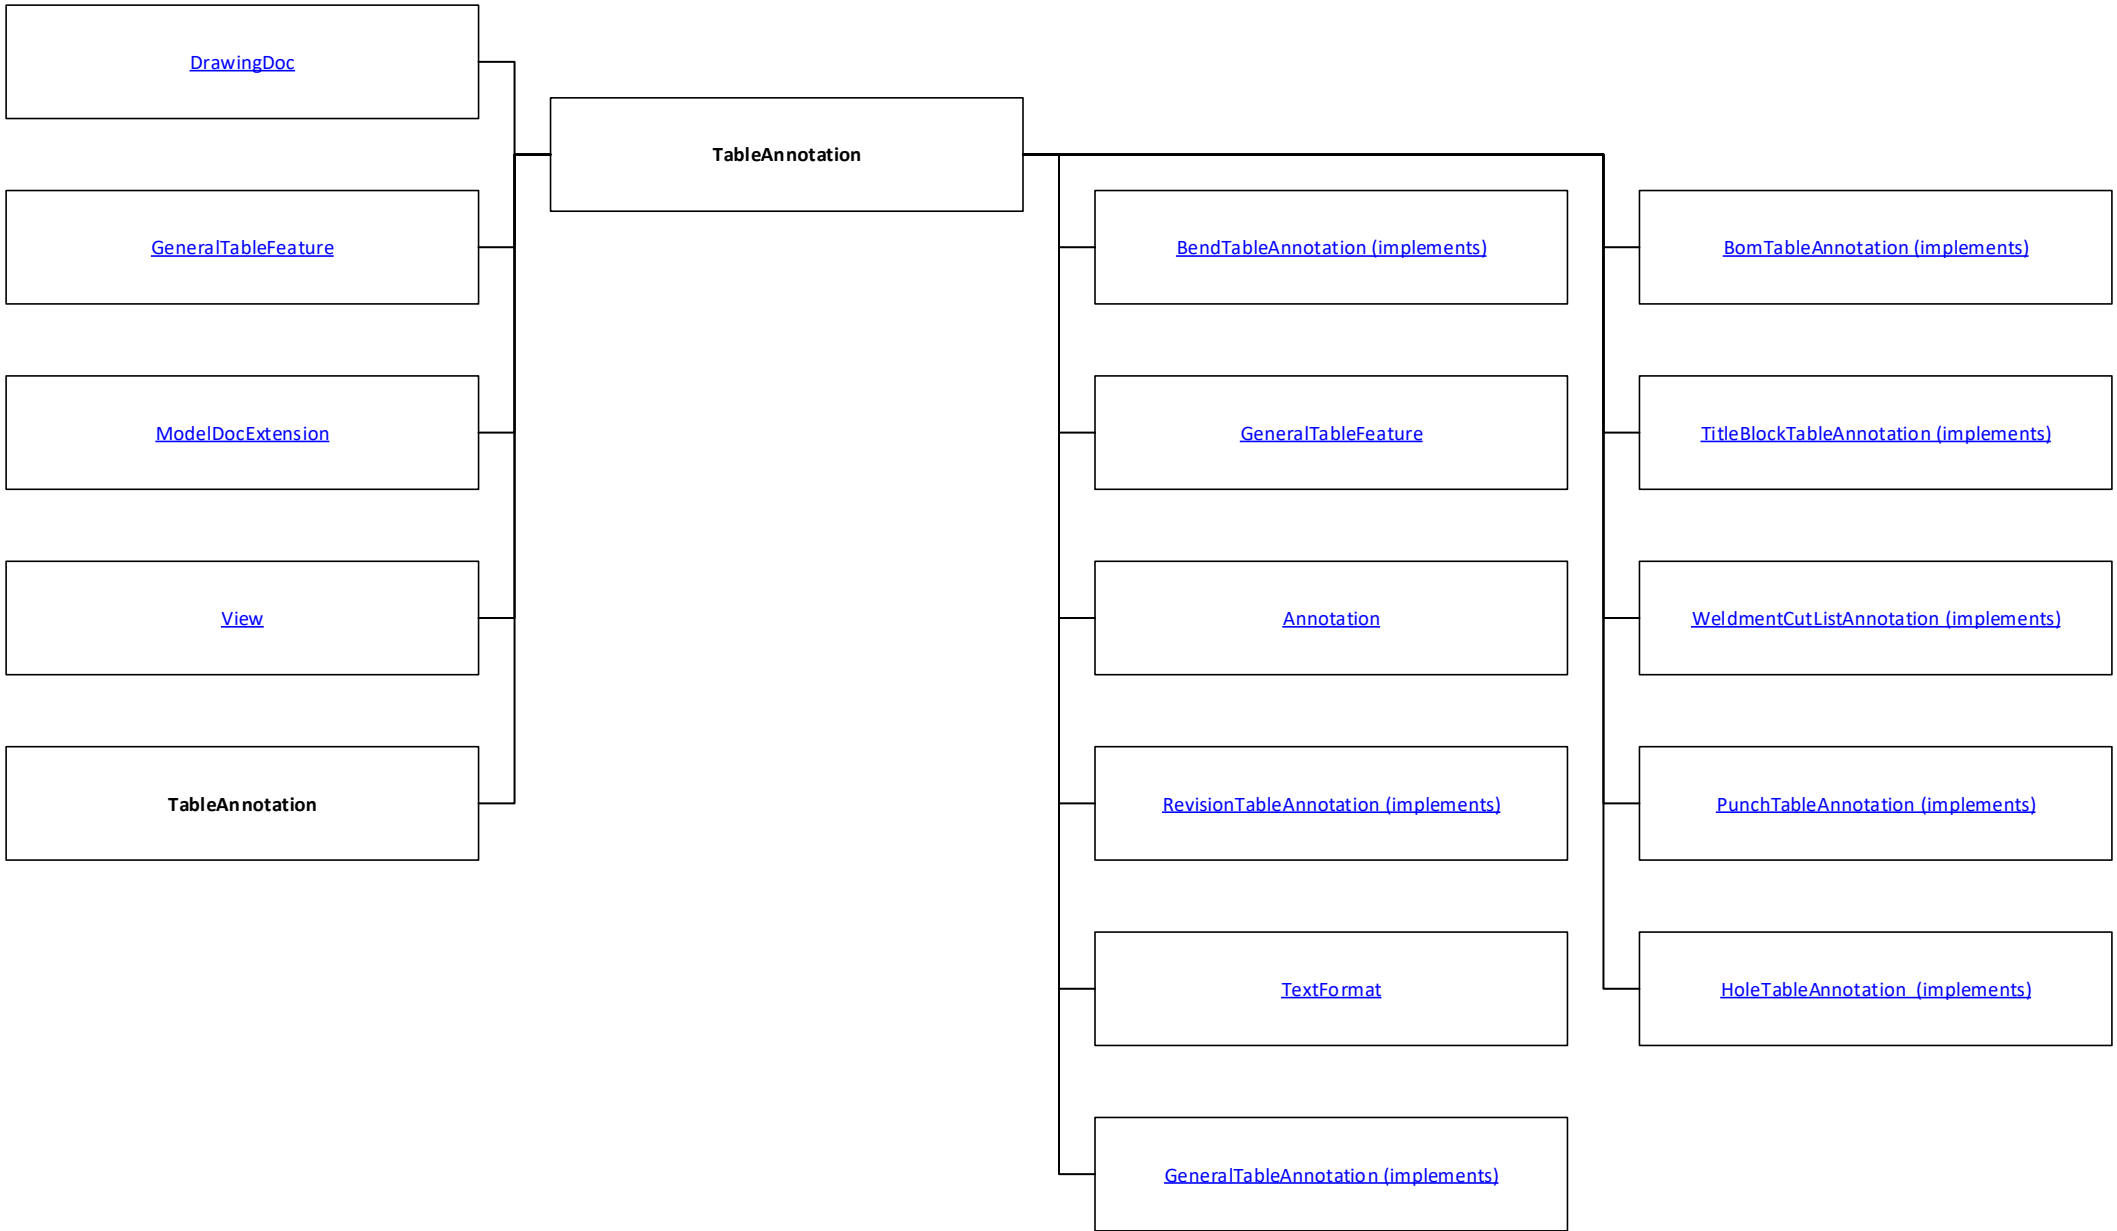 DrawingDoc
TableAnnotation
GeneralTableFeature
BendTableAnnotation (implements)
BomTableAnnotation (implements)
ModelDocExtension
GeneralTableFeature
TitleBlockTableAnnotation (implements)
View
Annotation
WeldmentCutListAnnotation (implements)
TableAnnotation
RevisionTableAnnotation (implements)
PunchTableAnnotation (implements)
TextFormat
HoleTableAnnotation  (implements)
GeneralTableAnnotation (implements)